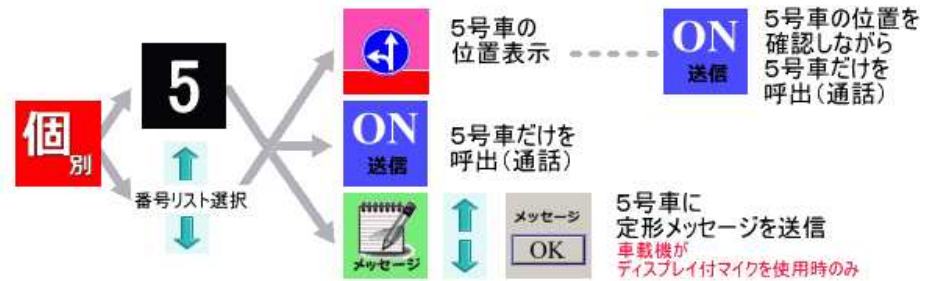 個別
5
番号リスト選択
5号車の
位置表示
ON
送信
5号車の位置を
確認しながら
5号車だけを
呼出(通話)
ON
送信
5号車だけを
呼出(通話)
メッセージ
メッセージ
OK
5号車に
定形メッセージを送信
車載機が
ディスプレイ付マイクを使用時のみ